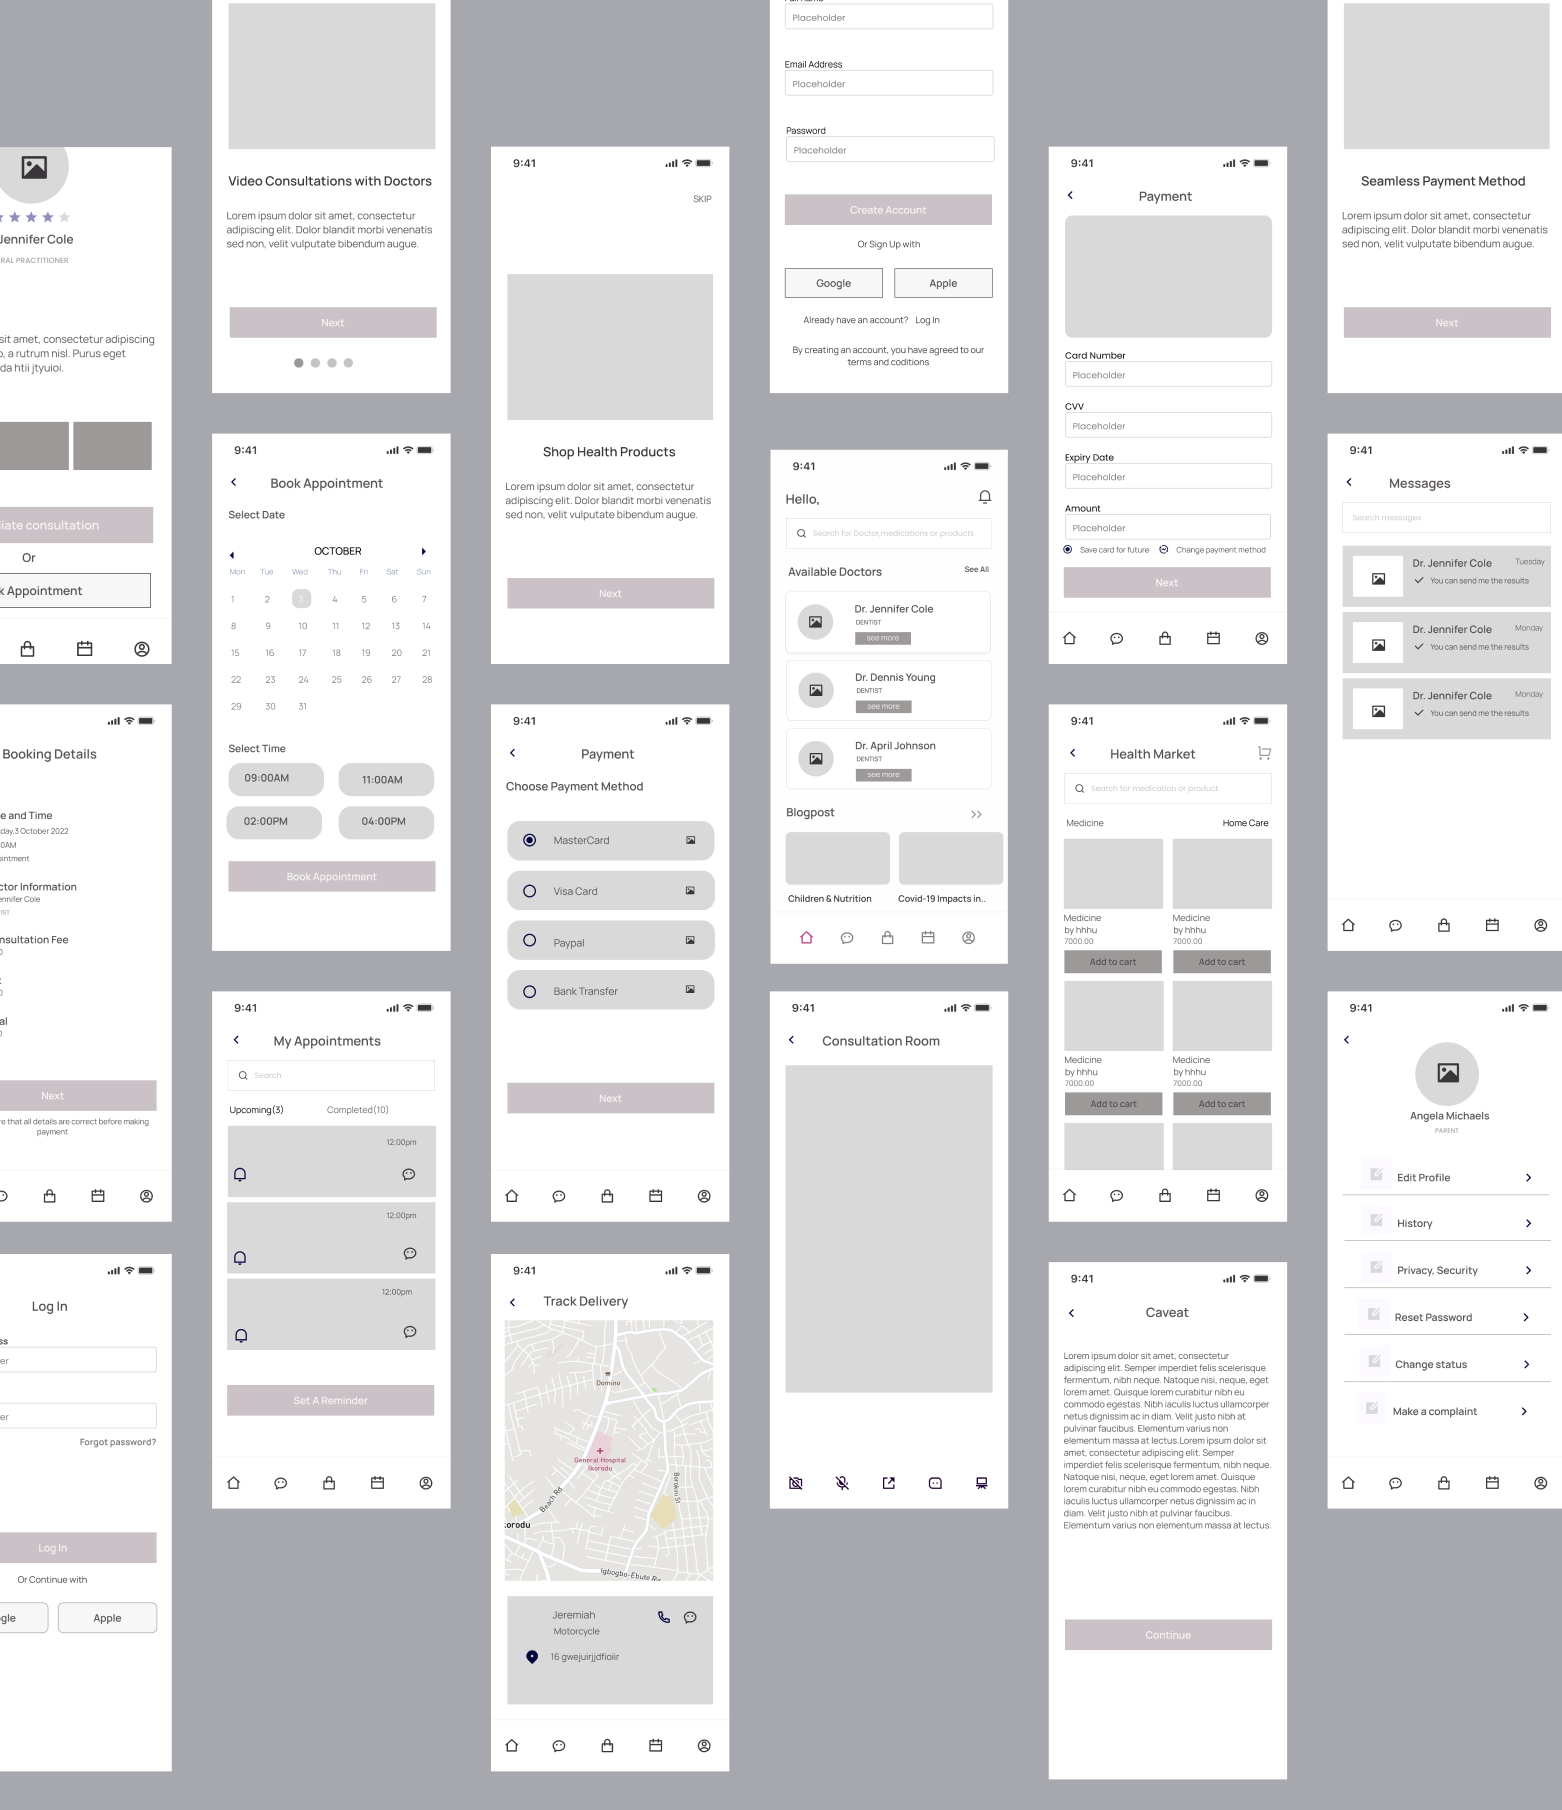 Jennifer Cole
RAL PRACTITIONER
sit amet, consectetur adipiscing
o, a rutrum nisl. Purus eget
da htii jtyuioi.
liate consultation
Or
k Appointment
Booking Details
e and Time
day,3 October 2022
0AM
ointment
ctor Information
ennifer Cole
IST
nsultation Fee
0
al
0
Next
re that all details are correct before making
payment
Log In
ss
er
er
Forgot password?
Log In
Or Continue with
gle
Apple
Video Consultations with Doctors
Lorem ipsum dolor sit amet, consectetur
adipiscing elit. Dolor blandit morbi venenatis
sed non, velit vulputate bibendum augue.
Next
9:41
Book Appointment
Select Date
OCTOBER
Mon Tue Wed Thu Fri Sat Sun
1 2 3 4 5 6 7
8 9 10 11 12 13 14
15 16 17 18 19 20 21
22 23 24 25 26 27 28
29 30 31
Select Time
09:00AM 11:00AM
02:00PM 04:00PM
Book Appointment
9:41
My Appointments
Search
Upcoming(3) Completed(10)
12;00pm
12;00pm
12;00pm
Set A Reminder
9:41
SKIP
Shop Health Products
Lorem ipsum dolor sit amet, consectetur
adipiscing elit. Dolor blandit morbi venenatis
sed non, velit vulputate bibendum augue.
Next
9:41
Payment
Choose Payment Method
MasterCard
Visa Card
Paypal
Bank Transfer
Next
9:41
Track Delivery
Domino
General Hospital
Ikorodu
Beach Rd
Borokini St
korodu
Igbogbo-Ebute Rd
Jeremiah
Motorcycle
16 gwejuirjjdfioiir
Placeholder
Email Address
Placeholder
Password
Placeholder
Create Account
Or Sign Up with
Google Apple
Already have an account? Log In
By creating an account, you have agreed to our
terms and coditions
9:41
Hello,
Search for Doctor,medications or products
Available Doctors See All
Dr. Jennifer Cole
DENTIST
see more
Dr. Dennis Young
DENTIST
see more
Dr. April Johnson
DENTIST
see more
Blogpost
Children & Nutrition Covid-19 Impacts in..
9:41
Consultation Room
9:41
Payment
Card Number
Placeholder
CVV
Placeholder
Expiry Date
Placeholder
Amount
Placeholder
Save card for future Change payment method
Next
9:41
Health Market
Search for medication or product
Medicine Home Care
Medicine Medicine
by hhhu by hhhu
7000.00 7000.00
Add to cart Add to cart
Medicine Medicine
by hhhu by hhhu
7000.00 7000.00
Add to cart Add to cart
9:41
Caveat
Lorem ipsum dolor sit amet, consectetur
adipiscing elit. Semper imperdiet felis scelerisque
fermentum, nibh neque. Natoque nisi, neque, eget
lorem amet. Quisque lorem curabitur nibh eu
commodo egestas. Nibh iaculis luctus ullamcorper
netus dignissim ac in diam. Velit justo nibh at
pulvinar faucibus. Elementum varius non
elementum massa at lectus.Lorem ipsum dolor sit
amet, consectetur adipiscing elit. Semper
imperdiet felis scelerisque fermentum, nibh neque.
Natoque nisi, neque, eget lorem amet. Quisque
lorem curabitur nibh eu commodo egestas. Nibh
iaculis luctus ullamcorper netus dignissim ac in
diam. Velit justo nibh at pulvinar faucibus.
Elementum varius non elementum massa at lectus.
Continue
Seamless Payment Method
Lorem ipsum dolor sit amet, consectetur
adipiscing elit. Dolor blandit morbi venenatis
sed non, velit vulputate bibendum augue.
Next
9:41
Messages
Search messages
Dr. Jennifer Cole Tuesday
You can send me the results
Dr. Jennifer Cole Monday
You can send me the results
Dr. Jennifer Cole Monday
You can send me the results
9:41
Angela Michaels
PARENT
Edit Profile
History
Privacy, Security
Reset Password
Change status
Make a complaint